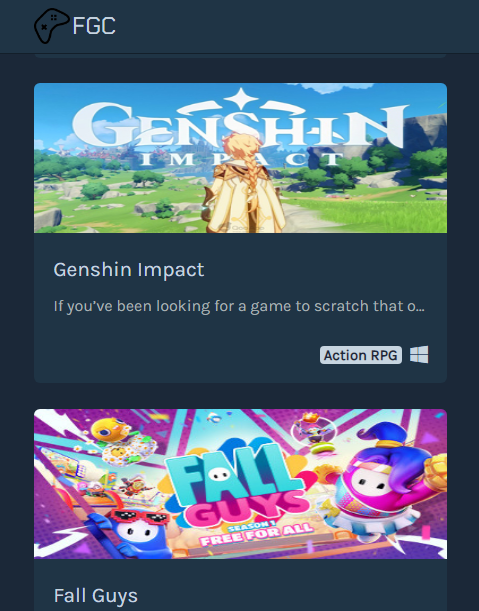 FGC
GENSHIN
IMPACT
Genshin Impact
If you've been looking for a game to scratch that o...
Action RPG
FALL
GUYS
SEASON 1
FREE FOR ALL
Fall Guys